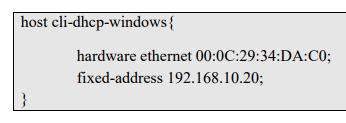 host cli-dhcp-windows{
hardware ethernet 00:0C:29:34:DA:C0;
fixed-address 192.168.10.20;
}